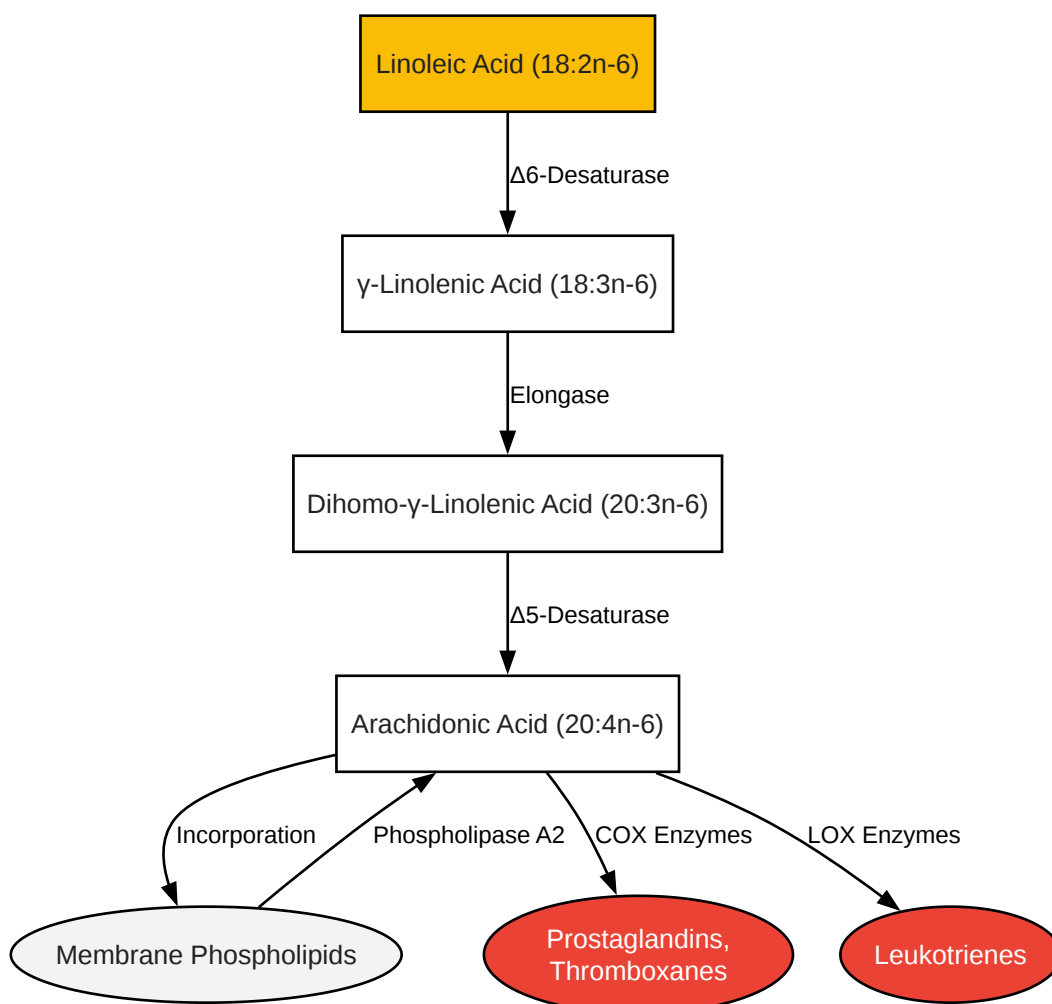 Linoleic Acid (18:2n-6)
Δ6-Desaturase
γ-Linolenic Acid (18:3n-6)
Elongase
Dihomo-γ-Linolenic Acid (20:3n-6)
Δ5-Desaturase
Arachidonic Acid (20:4n-6)
Incorporation
Phospholipase A2
COX Enzymes
LOX Enzymes
Membrane Phospholipids
Prostaglandins,
Thromboxanes
Leukotrienes